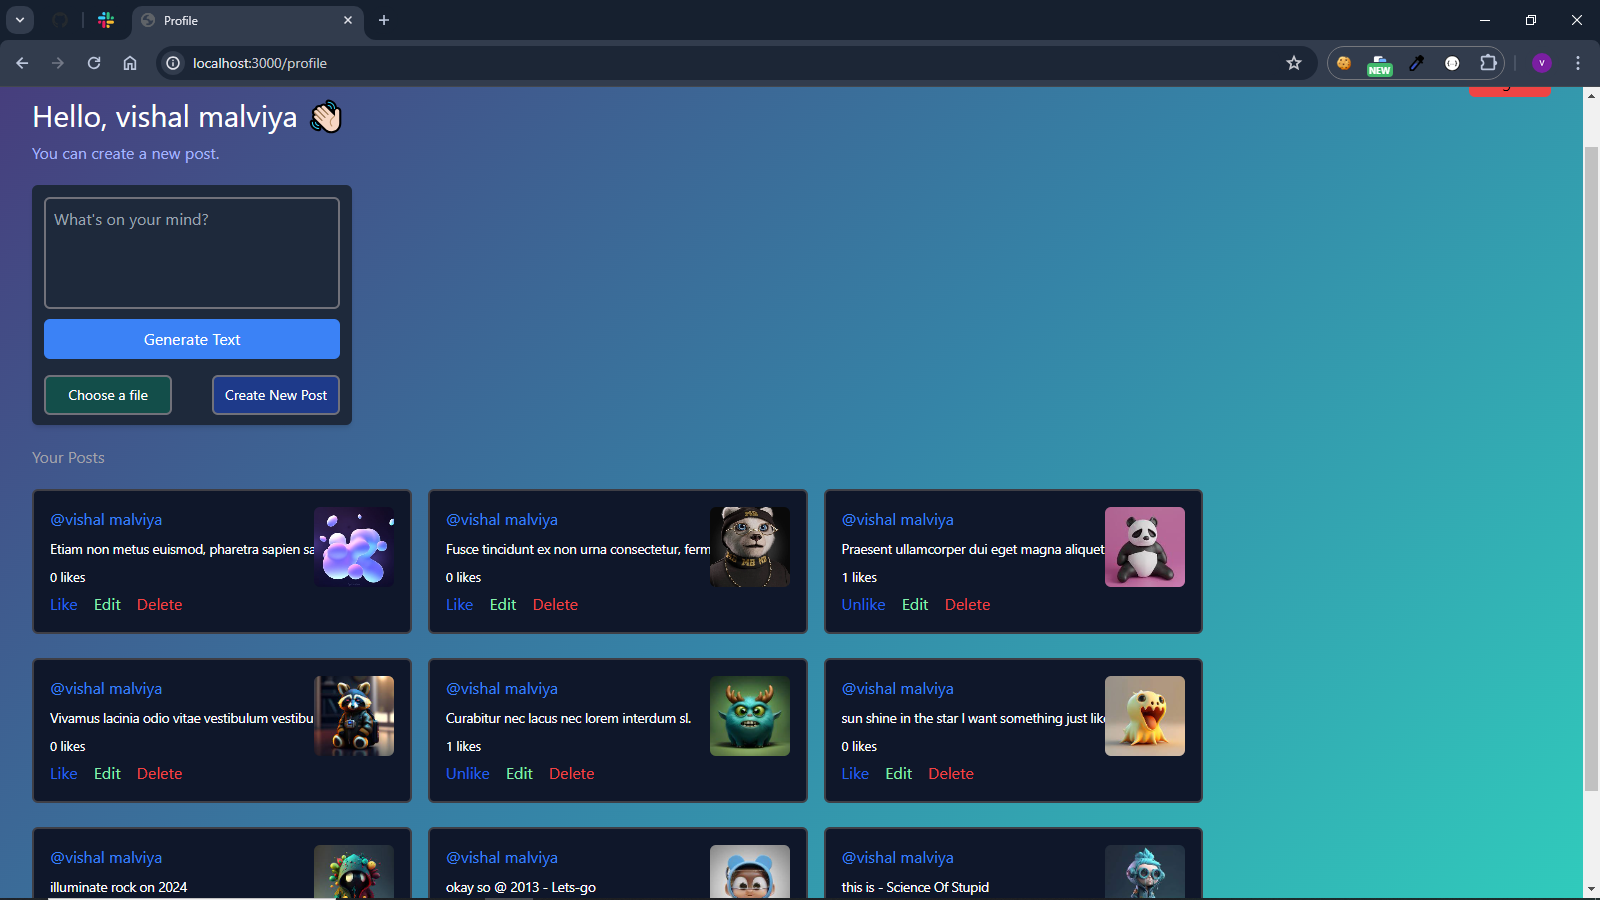 Profile
localhost:3000/profile
NEW
V
Hello, vishal malviya
You can create a new post.
What's on your mind?
Generate Text
Choose a file
Create New Post
Your Posts
@vishal malviya
Etiam non metus euismod, pharetra sapien sa
0 likes
Like Edit Delete
@vishal malviya
Fusce tincidunt ex non urna consectetur, ferm
0 likes
Like Edit Delete
@vishal malviya
Praesent ullamcorper dui eget magna aliquet
1 likes
Unlike Edit Delete
@vishal malviya
Vivamus lacinia odio vitae vestibulum vestibu
0 likes
Like Edit Delete
@vishal malviya
Curabitur nec lacus nec lorem interdum sl.
1 likes
Unlike Edit Delete
@vishal malviya
sun shine in the star I want something just lik
0 likes
Like Edit Delete
@vishal malviya
illuminate rock on 2024
@vishal malviya
okay so @ 2013 - Lets-go
@vishal malviya
this is - Science Of Stupid